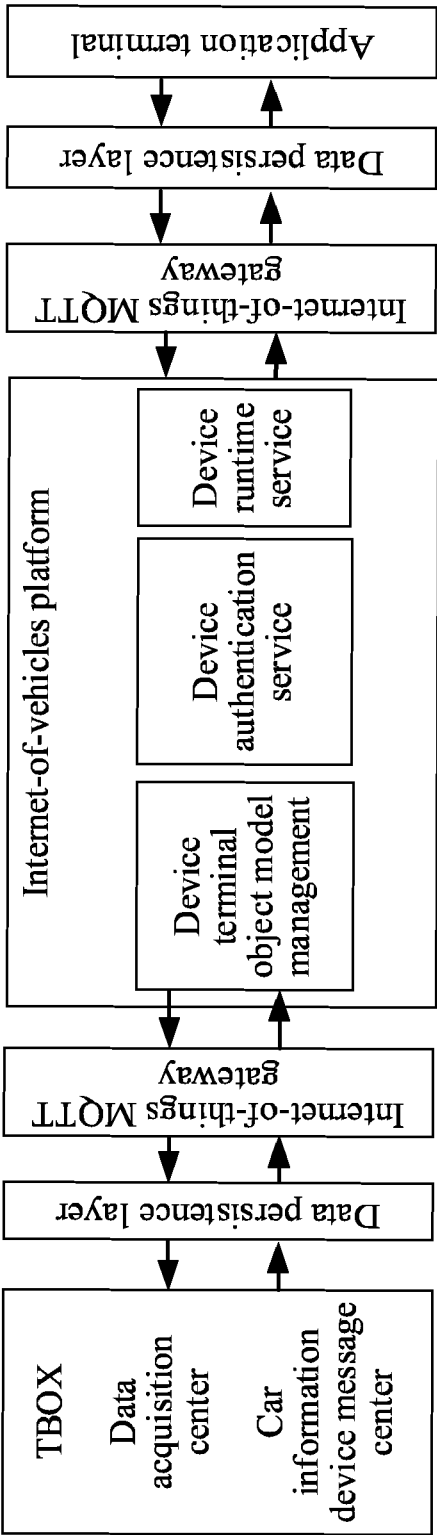 TBOX
Data
acquisition
center
Car
information
device message
center
Data persistence layer
Internet-of-things MQTT
gateway
Internet-of-vehicles platform
Device
terminal
object model
management
Device
authentication
service
Device
runtime
service
Internet-of-things MQTT
gateway
Data persistence layer
Application terminal